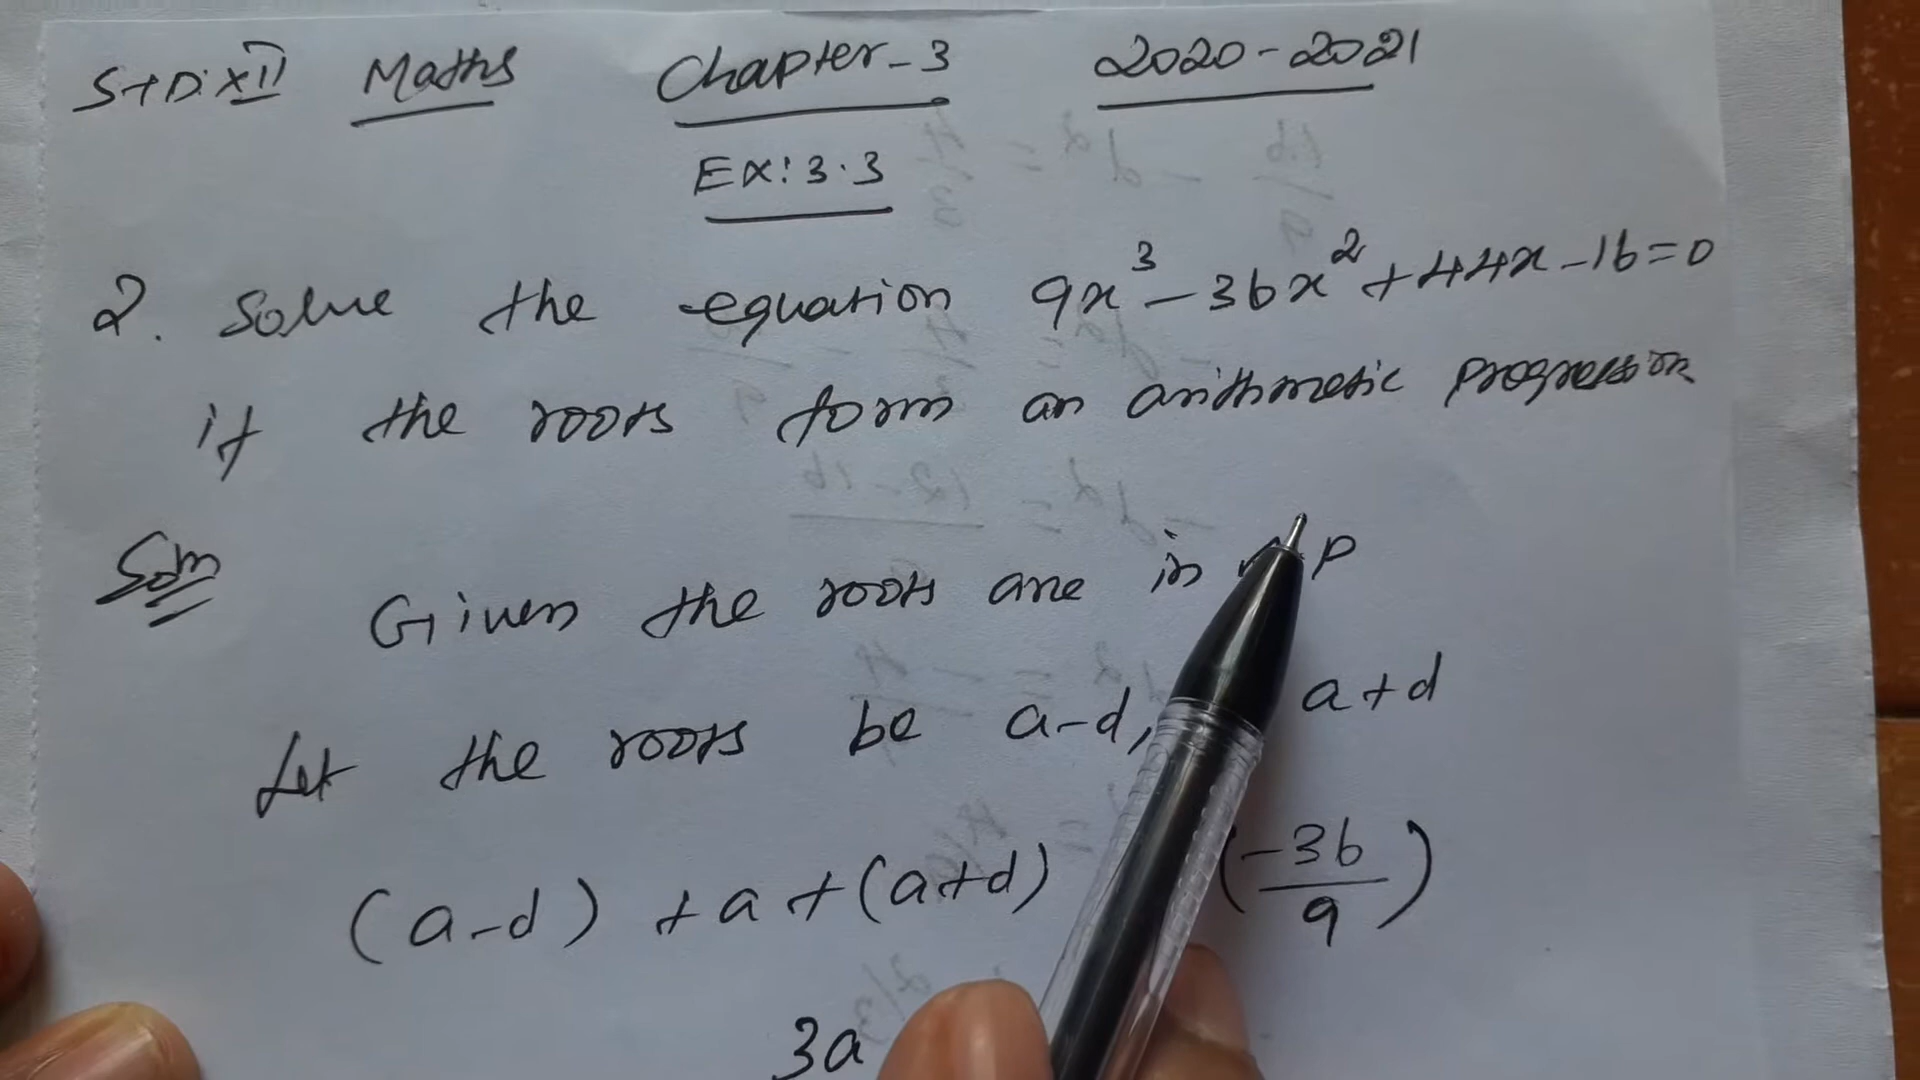 STD: XII Maths Chapter-3 2020-2021
Ex: 3.3
2. Solve the equation 9x³ - 36x² + 44x - 16 = 0
if the roots form an arithmetic progression
Soln
Given the roots are in P
Let the roots be a-d, a+d
(a-d) + a + (a+d) (-36/9)
3a